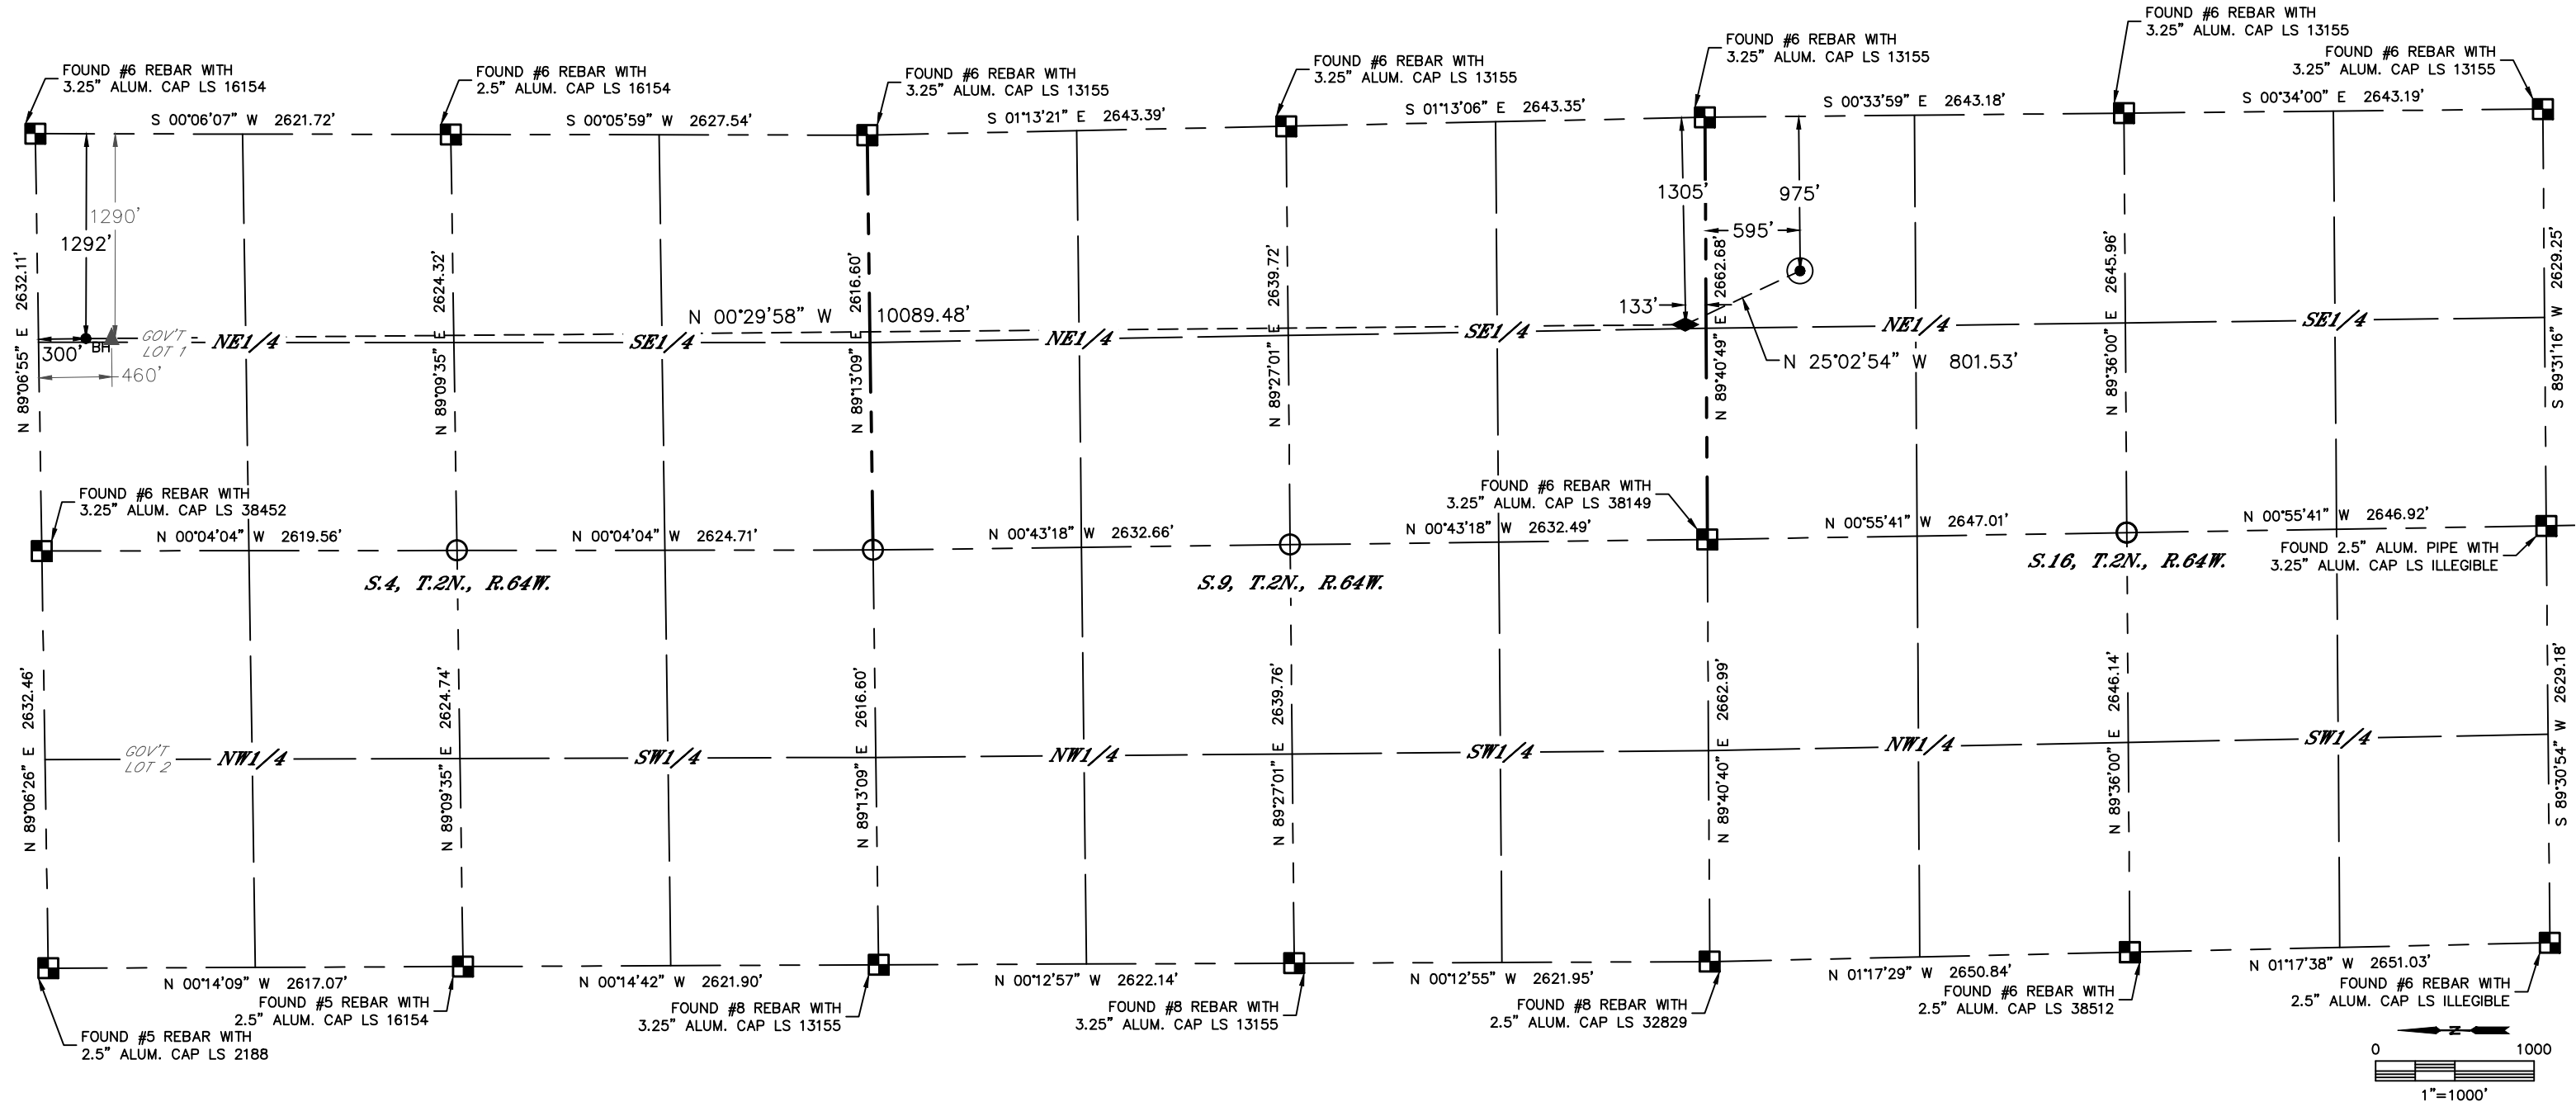 FOUND #6 REBAR WITH
3.25" ALUM. CAP LS 16154
FOUND #6 REBAR WITH
2.5" ALUM. CAP LS 16154
FOUND #6 REBAR WITH
3.25" ALUM. CAP LS 13155
FOUND #6 REBAR WITH
3.25" ALUM. CAP LS 13155
FOUND #6 REBAR WITH
3.25" ALUM. CAP LS 13155
FOUND #6 REBAR WITH
3.25" ALUM. CAP LS 13155
FOUND #6 REBAR WITH
3.25" ALUM. CAP LS 13155
S 00°06'07" W 2621.72'
S 00°05'59" W 2627.54'
S 01°13'21" E 2643.39'
S 01°13'06" E 2643.35'
S 00°33'59" E 2643.18'
S 00°34'00" E 2643.19'
1290'
1292'
1305'
975'
595'
133'
N 89°06'55" E 2632.11'
N 89°09'35" E 2624.32'
N 89°13'09" E 2616.60'
N 89°27'01" E 2639.72'
N 89°40'49" E 2662.68'
N 89°36'00" E 2645.96'
S 89°31'16" W 2629.25'
300'
BH
460'
GOV'T
LOT 1
NE1/4
SE1/4
N 00°29'58" W 10089.48'
NE1/4
SE1/4
NE1/4
SE1/4
N 25°02'54" W 801.53'
FOUND #6 REBAR WITH
3.25" ALUM. CAP LS 38452
FOUND #6 REBAR WITH
3.25" ALUM. CAP LS 38149
N 00°04'04" W 2619.56'
N 00°04'04" W 2624.71'
N 00°43'18" W 2632.66'
N 00°43'18" W 2632.49'
N 00°55'41" W 2647.01'
N 00°55'41" W 2646.92'
FOUND 2.5" ALUM. PIPE WITH
3.25" ALUM. CAP LS ILLEGIBLE
S.4, T.2N., R.64W.
S.9, T.2N., R.64W.
S.16, T.2N., R.64W.
N 89°06'26" E 2632.46'
N 89°09'35" E 2624.74'
N 89°13'09" E 2616.60'
N 89°27'01" E 2639.76'
N 89°40'40" E 2662.99'
N 89°36'00" E 2646.14'
S 89°30'54" W 2629.18'
GOV'T
LOT 2
NW1/4
SW1/4
NW1/4
SW1/4
NW1/4
SW1/4
N 00°14'09" W 2617.07'
N 00°14'42" W 2621.90'
N 00°12'57" W 2622.14'
N 00°12'55" W 2621.95'
N 01°17'29" W 2650.84'
N 01°17'38" W 2651.03'
FOUND #5 REBAR WITH
2.5" ALUM. CAP LS 2188
FOUND #5 REBAR WITH
2.5" ALUM. CAP LS 16154
FOUND #8 REBAR WITH
3.25" ALUM. CAP LS 13155
FOUND #8 REBAR WITH
3.25" ALUM. CAP LS 13155
FOUND #8 REBAR WITH
2.5" ALUM. CAP LS 32829
FOUND #6 REBAR WITH
2.5" ALUM. CAP LS 38512
FOUND #6 REBAR WITH
2.5" ALUM. CAP LS ILLEGIBLE
N
0 1000
1"=1000'